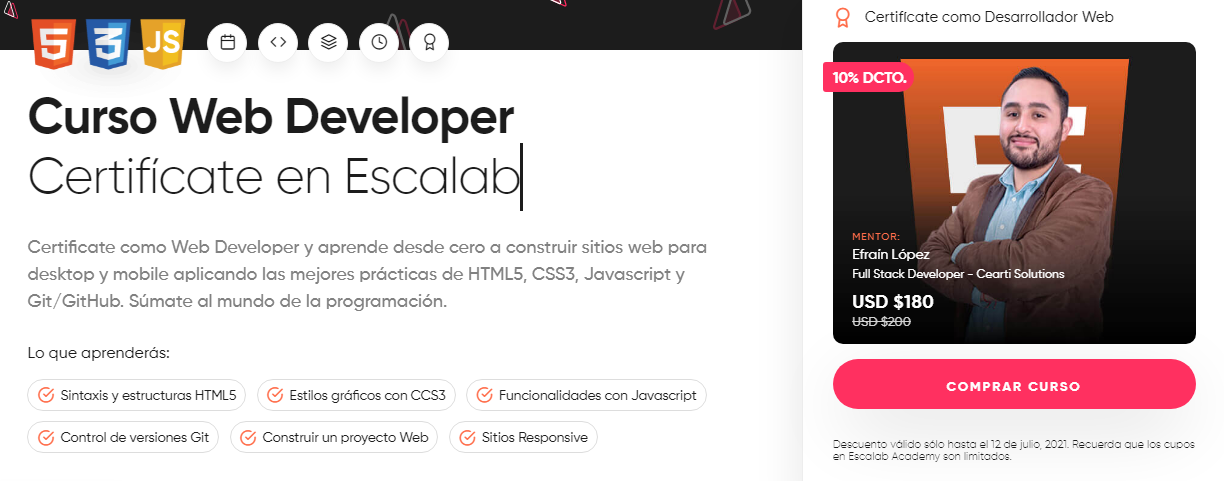 5
3
JS
Curso Web Developer
Certifícate en Escalab
Certificate como Web Developer y aprende desde cero a construir sitios web para
desktop y mobile aplicando las mejores prácticas de HTML5, CSS3, Javascript y
Git/GitHub. Súmate al mundo de la programación.
Lo que aprenderás:
Sintaxis y estructuras HTML5
Estilos gráficos con CCS3
Funcionalidades con Javascript
Control de versiones Git
Construir un proyecto Web
Sitios Responsive
Certifícate como Desarrollador Web
10% DCTO.
MENTOR:
Efraín López
Full Stack Developer - Cearti Solutions
USD $180
USD $200
COMPRAR CURSO
Descuento válido sólo hasta el 12 de julio, 2021. Recuerda que los cupos
en Escalab Academy son limitados.